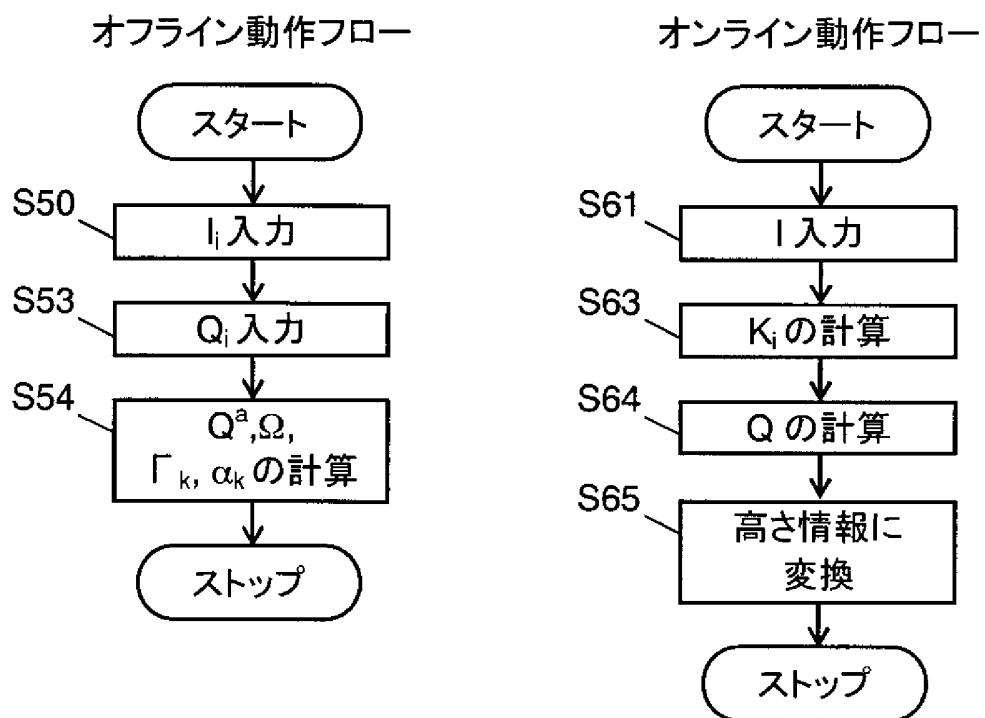 オフライン動作フロー
スタート
S50
Iᵢ 入力
S53
Qᵢ 入力
S54
Qᵃ,Ω,
Γₖ, αₖ の計算
ストップ
オンライン動作フロー
スタート
S61
I 入力
S63
Kᵢ の計算
S64
Q の計算
S65
高さ情報に
変換
ストップ